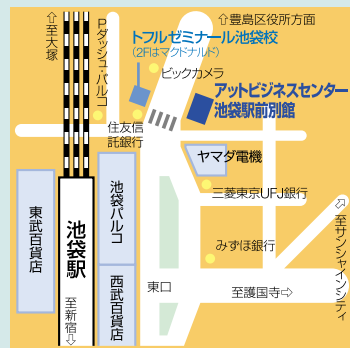 ⇧至大塚
Pダッシュ・パルコ
⇧豊島区役所方面
トフルゼミナール池袋校
(2Fはマクドナルド)
ビックカメラ
アットビジネスセンター
池袋駅前別館
住友信
託銀行
ヤマダ電機
三菱東京UFJ銀行
東武百貨店
池袋駅
池袋パルコ
みずほ銀行
⇧至サンシャインシティ
西武百貨店
東口
至護国寺⇨
至新宿⇩